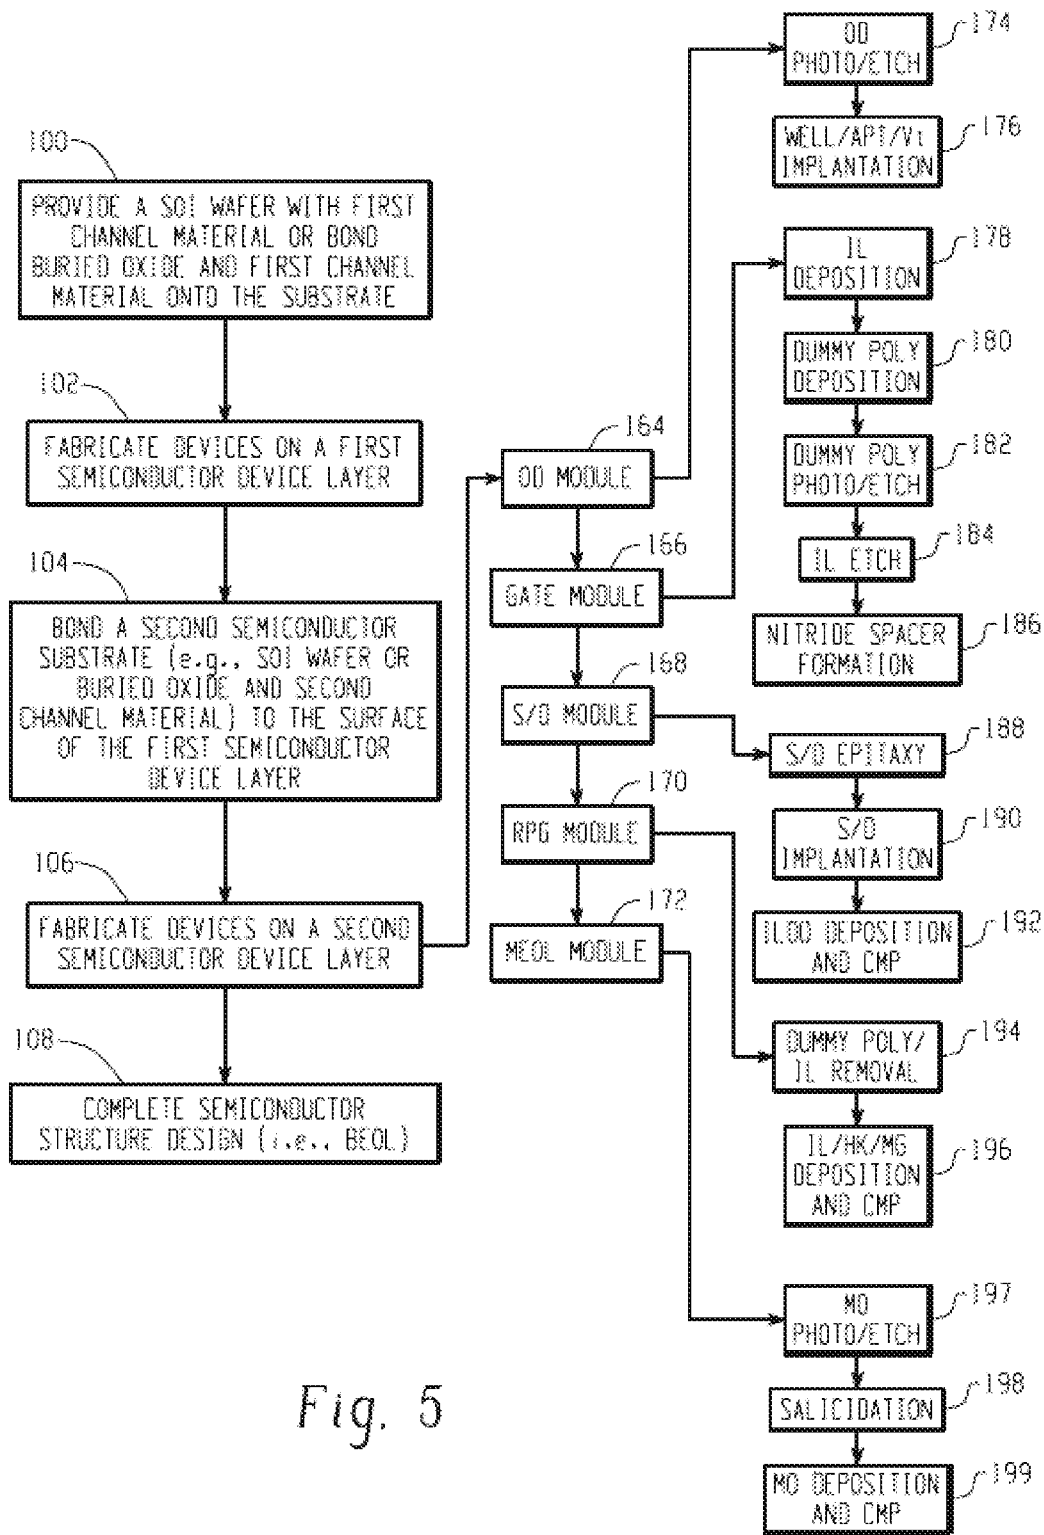 100
PROVIDE A SOI WAFER WITH FIRST
CHANNEL MATERIAL OR BOND
BURIED OXIDE AND FIRST CHANNEL
MATERIAL ONTO THE SUBSTRATE
102
FABRICATE DEVICES ON A FIRST
SEMICONDUCTOR DEVICE LAYER
104
BOND A SECOND SEMICONDUCTOR
SUBSTRATE (e.g., SOI WAFER OR
BURIED OXIDE AND SECOND
CHANNEL MATERIAL) TO THE SURFACE
OF THE FIRST SEMICONDUCTOR
DEVICE LAYER
106
FABRICATE DEVICES ON A SECOND
SEMICONDUCTOR DEVICE LAYER
108
COMPLETE SEMICONDUCTOR
STRUCTURE DESIGN (i.e., BEOL)
164
OD MODULE
166
GATE MODULE
168
S/D MODULE
170
RPG MODULE
172
MEOL MODULE
174
OD
PHOTO/ETCH
176
WELL/APT/Vt
IMPLANTATION
178
IL
DEPOSITION
180
DUMMY POLY
DEPOSITION
182
DUMMY POLY
PHOTO/ETCH
184
IL ETCH
186
NITRIDE SPACER
FORMATION
188
S/D EPITAXY
190
S/D
IMPLANTATION
192
ILD0 DEPOSITION
AND CMP
194
DUMMY POLY/
IL REMOVAL
196
IL/HK/MG
DEPOSITION
AND CMP
197
M0
PHOTO/ETCH
198
SALICIDATION
199
M0 DEPOSITION
AND CMP
Fig. 5